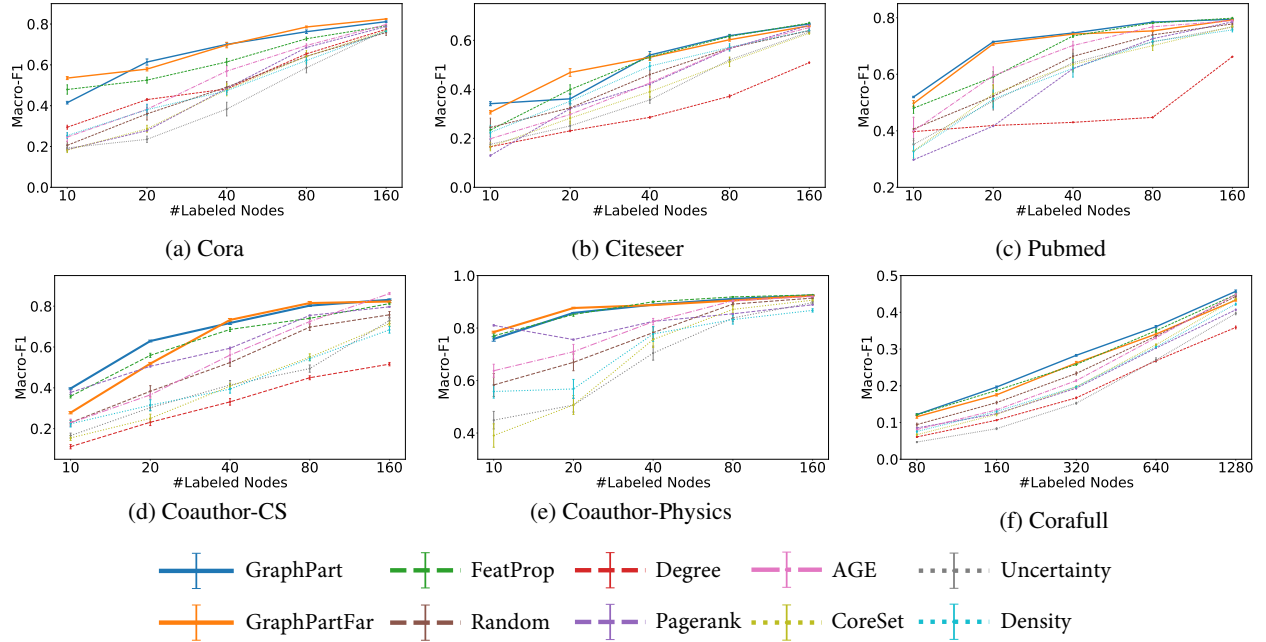 0.8
0.6
0.4
0.2
0.0
Macro-F1
10 20 40 80 160
#Labeled Nodes
(a) Cora
0.6
0.4
0.2
0.0
Macro-F1
10 20 40 80 160
#Labeled Nodes
(b) Citeseer
0.8
0.6
0.4
0.2
Macro-F1
10 20 40 80 160
#Labeled Nodes
(c) Pubmed
0.8
0.6
0.4
0.2
Macro-F1
10 20 40 80 160
#Labeled Nodes
(d) Coauthor-CS
1.0
0.8
0.6
0.4
Macro-F1
10 20 40 80 160
#Labeled Nodes
(e) Coauthor-Physics
0.5
0.4
0.3
0.2
0.1
0.0
Macro-F1
80 160 320 640 1280
#Labeled Nodes
(f) Corafull
GraphPart FeatProp Degree AGE Uncertainty
GraphPartFar Random Pagerank CoreSet Density